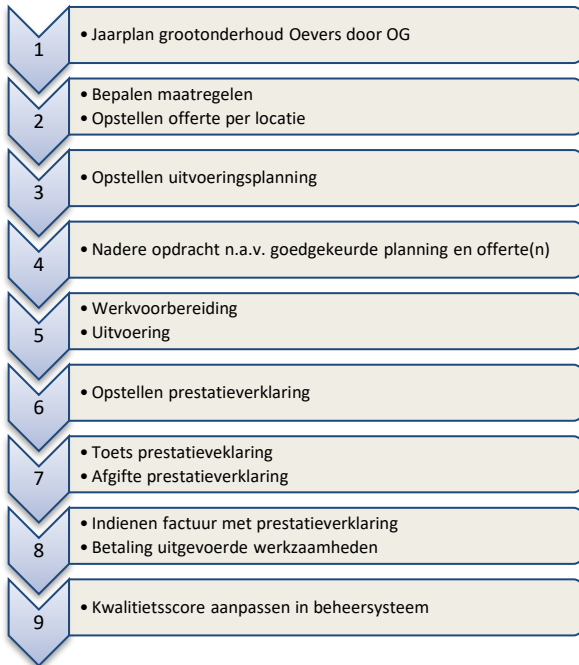 1
• Jaarplan grootonderhoud Oevers door OG
2
• Bepalen maatregelen
• Opstellen offerte per locatie
3
• Opstellen uitvoeringsplanning
4
• Nadere opdracht n.a.v. goedgekeurde planning en offerte(n)
5
• Werkvoorbereiding
• Uitvoering
6
• Opstellen prestatieverklaring
7
• Toets prestatieveklaring
• Afgifte prestatieverklaring
8
• Indienen factuur met prestatieverklaring
• Betaling uitgevoerde werkzaamheden
9
• Kwalitietsscore aanpassen in beheersysteem